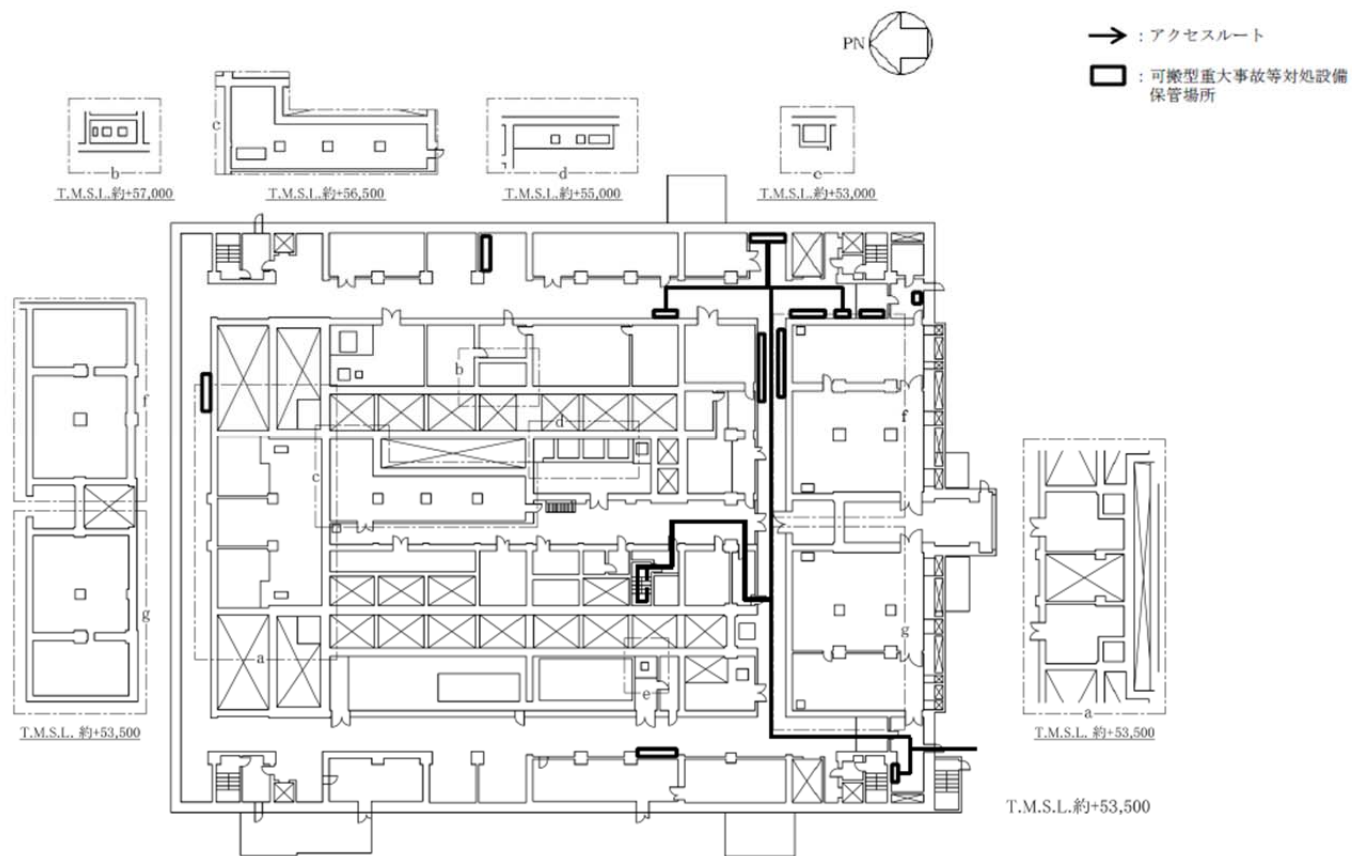 PN
：アクセスルート
：可搬型重大事故等対処設備
保管場所
b
T.M.S.L.約+57,000
c
T.M.S.L.約+56,500
d
T.M.S.L.約+55,000
e
T.M.S.L.約+53,000
f
g
T.M.S.L. 約+53,500
b
d
c
f
g
a
e
a
T.M.S.L. 約+53,500
T.M.S.L.約+53,500